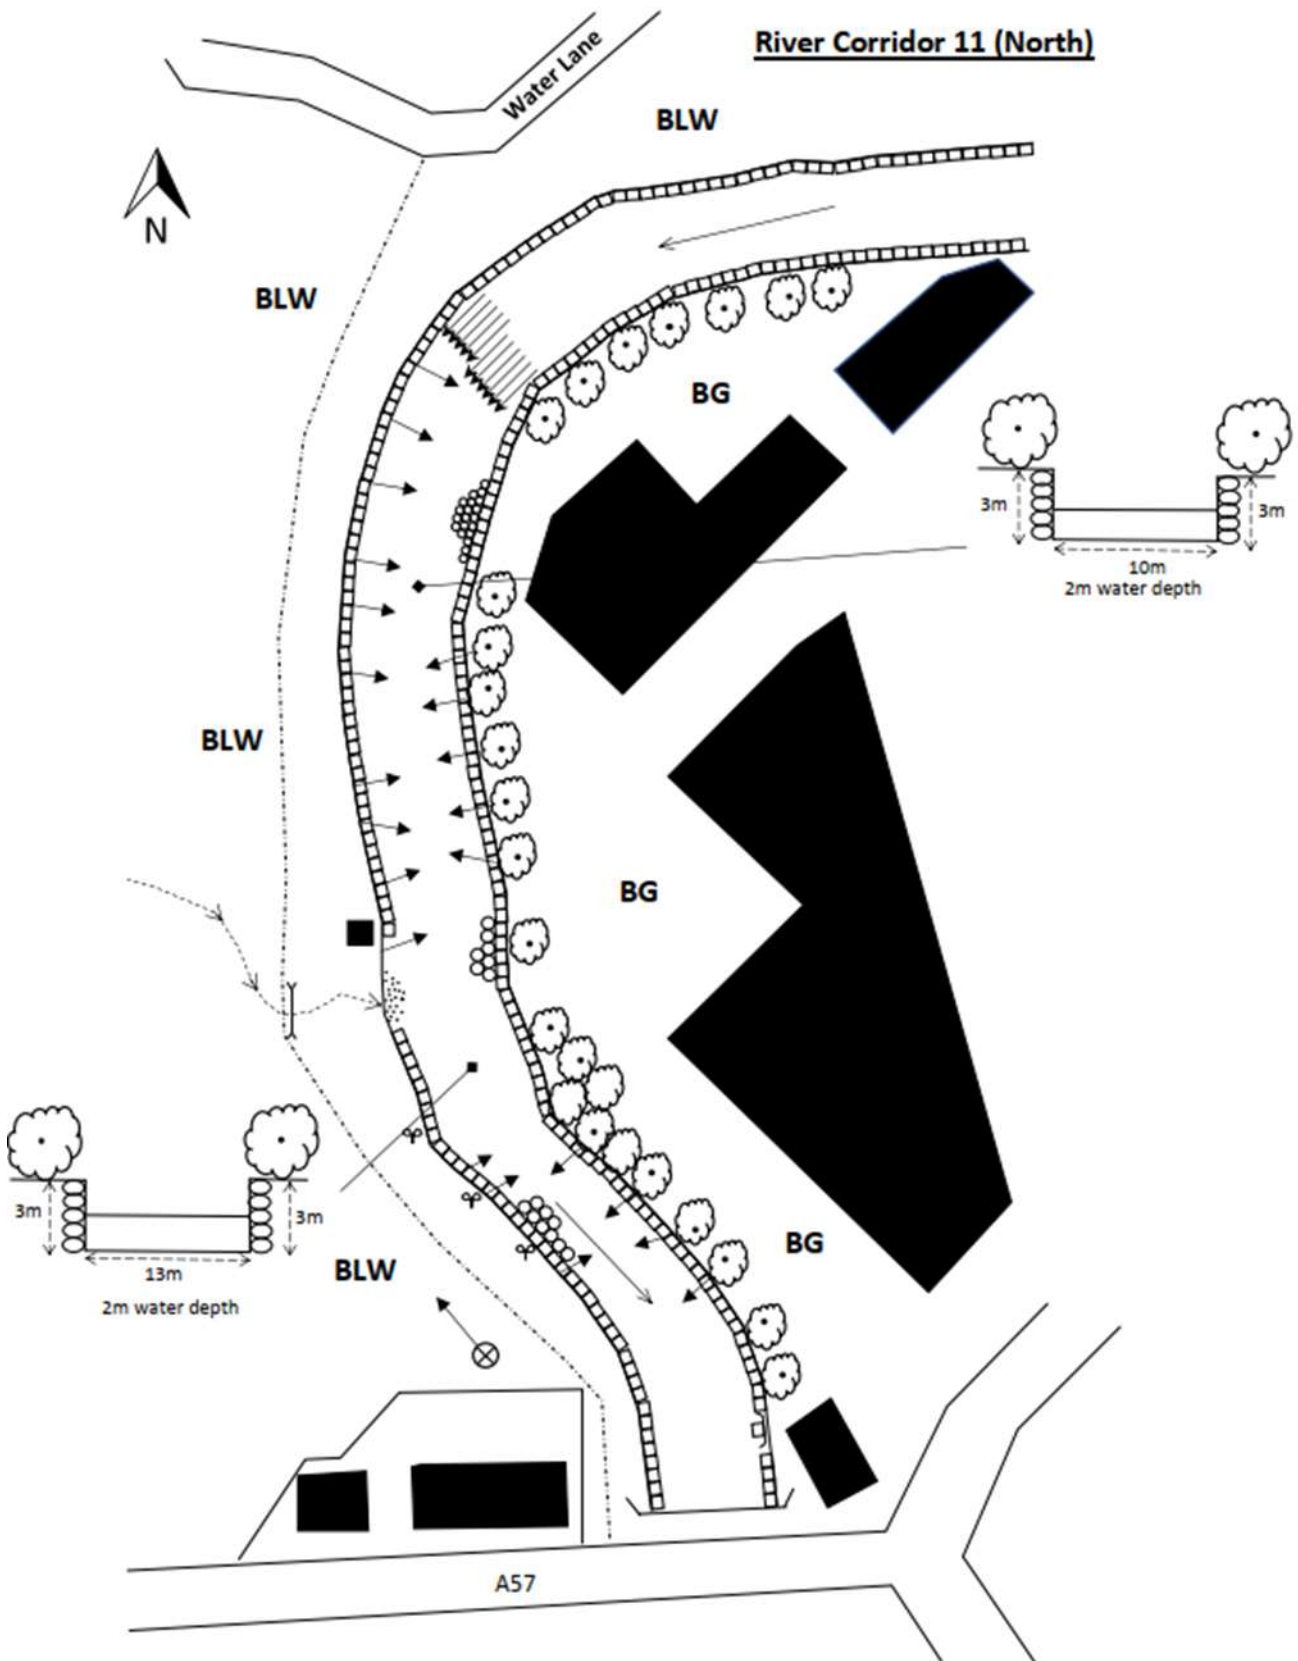 River Corridor 11 (North)
Water Lane
BLW
N
BLW
BG
3m
3m
10m
2m water depth
BLW
BG
3m
3m
13m
2m water depth
BLW
BG
A57